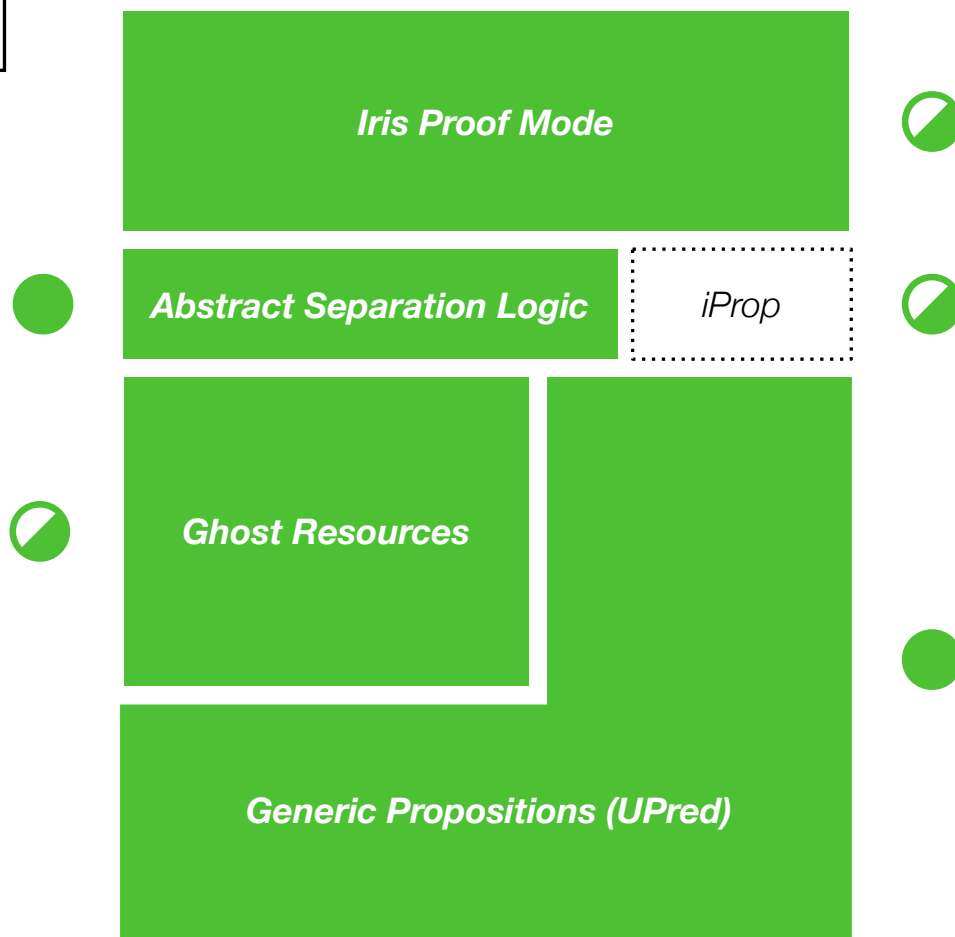 Iris Proof Mode
Abstract Separation Logic
iProp
Ghost Resources
Generic Propositions (UPred)